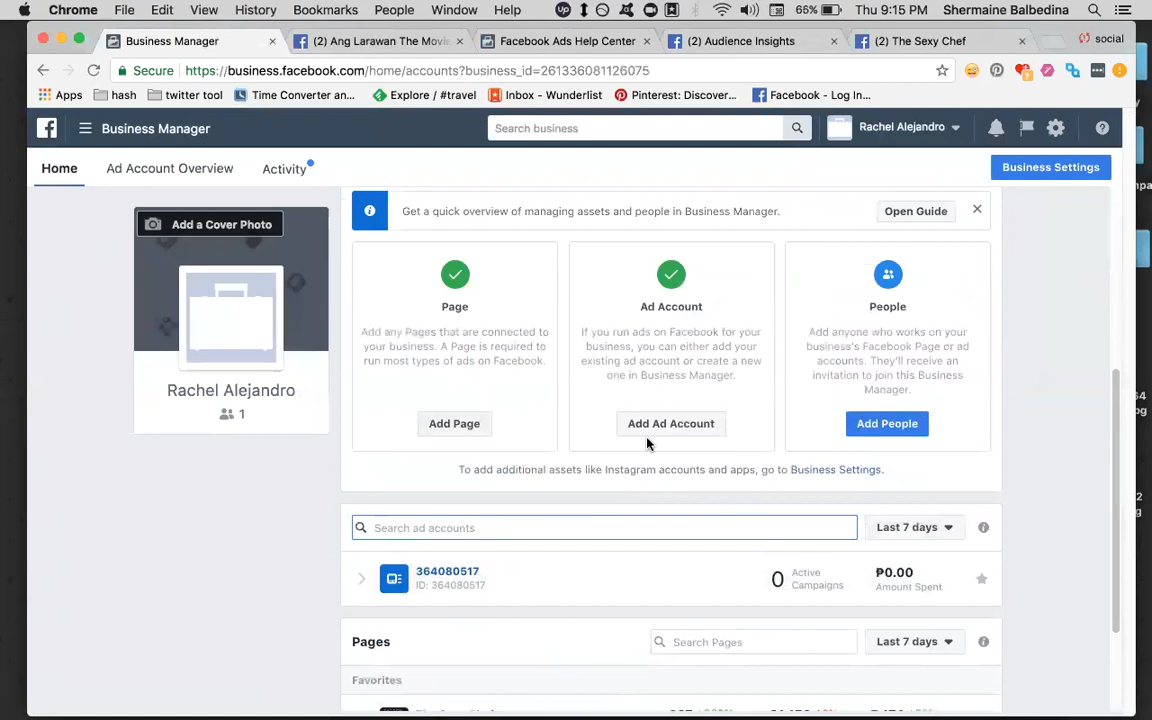 Chrome File Edit View History Bookmarks People Window Help 66% Thu 9:15 PM Shermaine Balbedina
Business Manager (2) Ang Larawan The Movi Facebook Ads Help Center (2) Audience Insights (2) The Sexy Chef social
Secure https://business.facebook.com/home/accounts?business_id=261336081126075
Apps hash twitter tool Time Converter an... Explore / #travel Inbox - Wunderlist Pinterest: Discover... Facebook - Log In...
Business Manager Search business Rachel Alejandro
Home Ad Account Overview Activity Business Settings
Add a Cover Photo
Rachel Alejandro
1
Get a quick overview of managing assets and people in Business Manager. Open Guide
Page
Add any Pages that are connected to
your business. A Page is required to
run most types of ads on Facebook.
Add Page
Ad Account
If you run ads on Facebook for your
business, you can either add your
existing ad account or create a new
one in Business Manager.
Add Ad Account
People
Add anyone who works on your
business's Facebook Page or ad
accounts. They'll receive an
invitation to join this Business
Manager.
Add People
To add additional assets like Instagram accounts and apps, go to Business Settings.
Search ad accounts Last 7 days
364080517
ID: 364080517
0 Active
Campaigns
₱0.00
Amount Spent
Pages Search Pages Last 7 days
Favorites